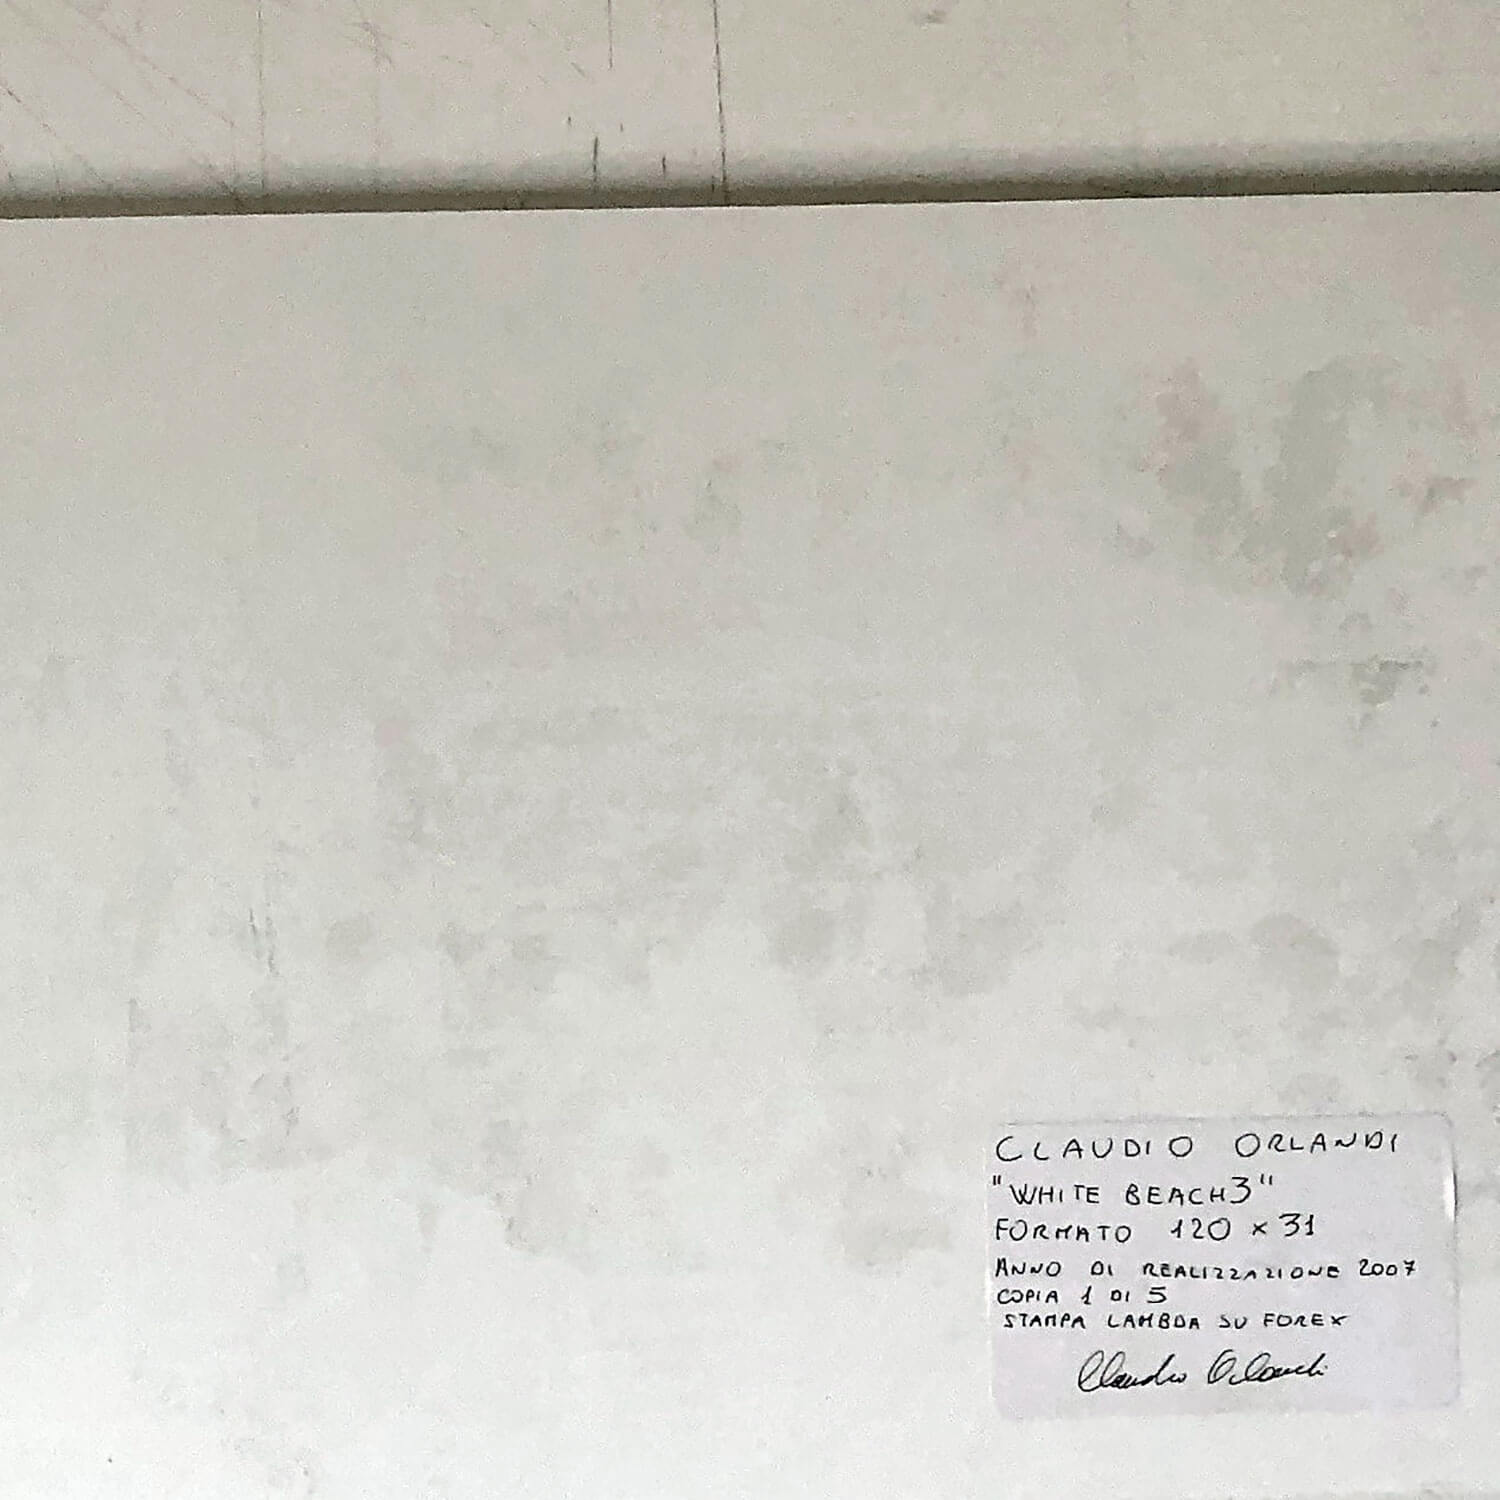 CLAUDIO ORLANDI
"WHITE BEACH3"
FORMATO 120 x 31
ANNO DI REALIZZAZIONE 2007
COPIA 1 DI 5
STAMPA LAMBDA SU FOREX
Claudio Orlandi